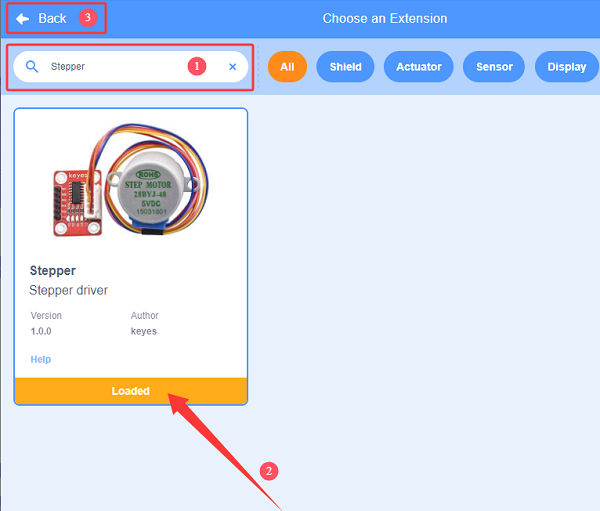 Back 3
Choose an Extension
Stepper 1 ×
All
Shield
Actuator
Sensor
Display
keyes
ROHS
STEP MOTOR
28BYJ-48
5VDC
15031601
Stepper
Stepper driver
Version Author
1.0.0 keyes
Help
Loaded
2